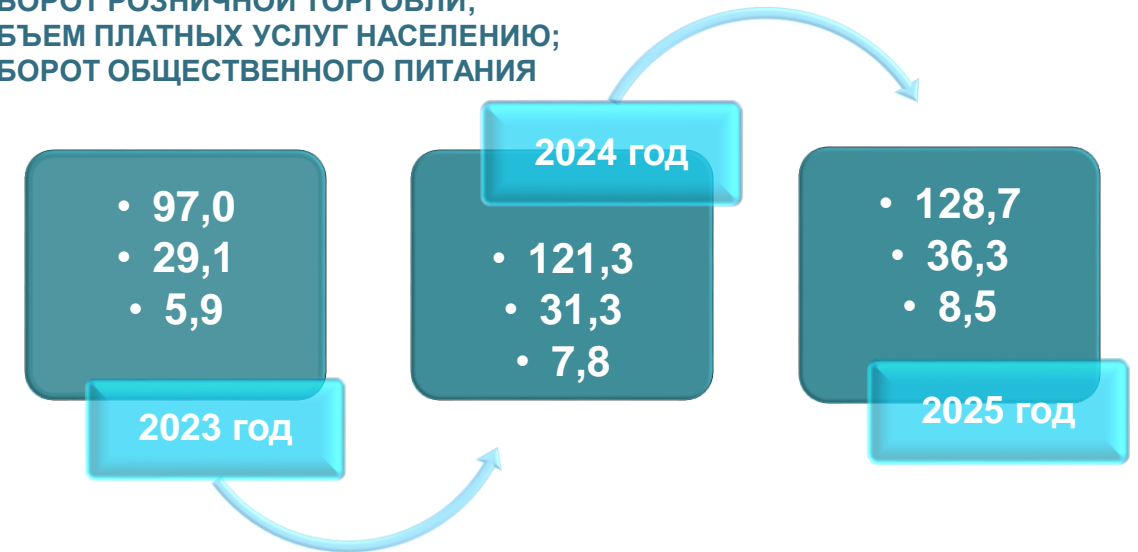 БОРОТ РОЗНИЧНОЙ ТОРГОВЛИ;
БЪЕМ ПЛАТНЫХ УСЛУГ НАСЕЛЕНИЮ;
БОРОТ ОБЩЕСТВЕННОГО ПИТАНИЯ
• 97,0
• 29,1
• 5,9
2023 год
2024 год
• 121,3
• 31,3
• 7,8
• 128,7
• 36,3
• 8,5
2025 год